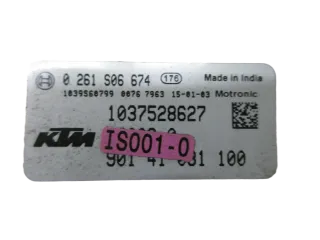 0 261 S06 674 176 Made in India
1039S60799 0076 7963 15-01-03 Motronic
1037528627
KTM IS001-0
901 41 031 100